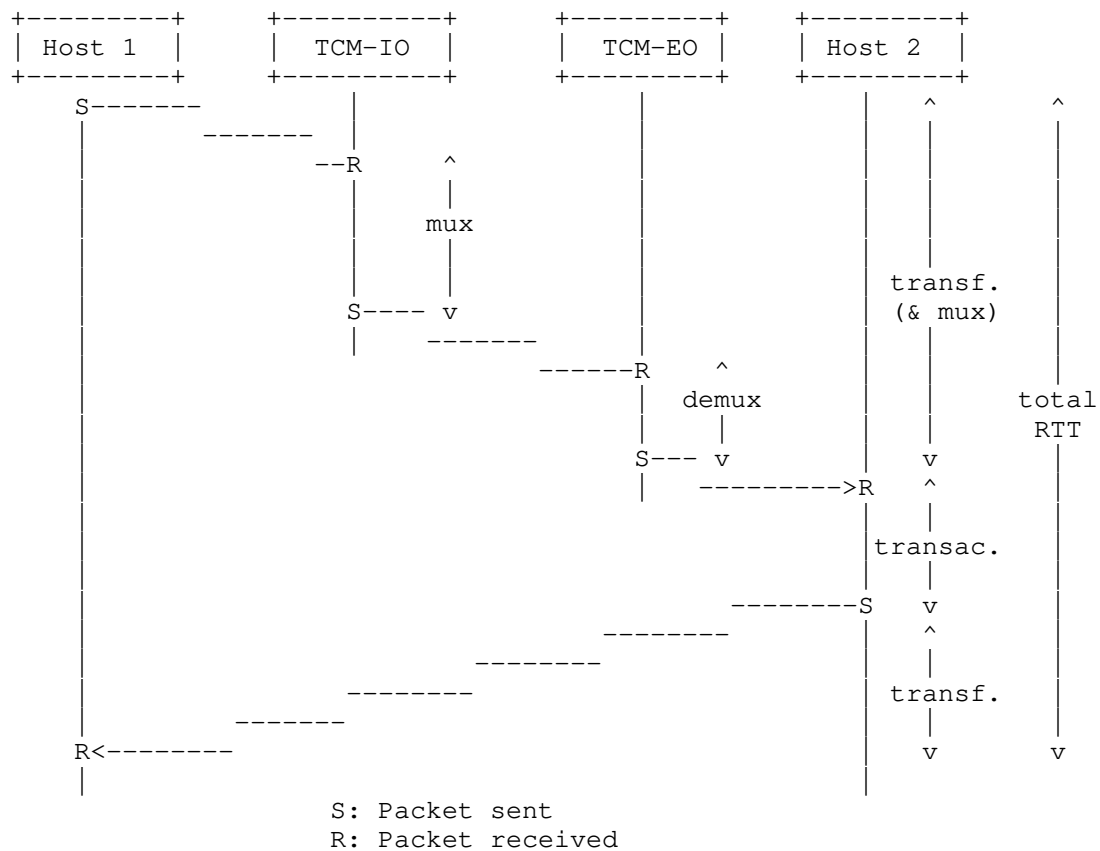 Host 1 TCM-IO TCM-EO Host 2
S
R
mux
transf.
S v (& mux)
R
demux total
RTT
S v v
R
transac.
S v
transf.
R v v
S: Packet sent
R: Packet received